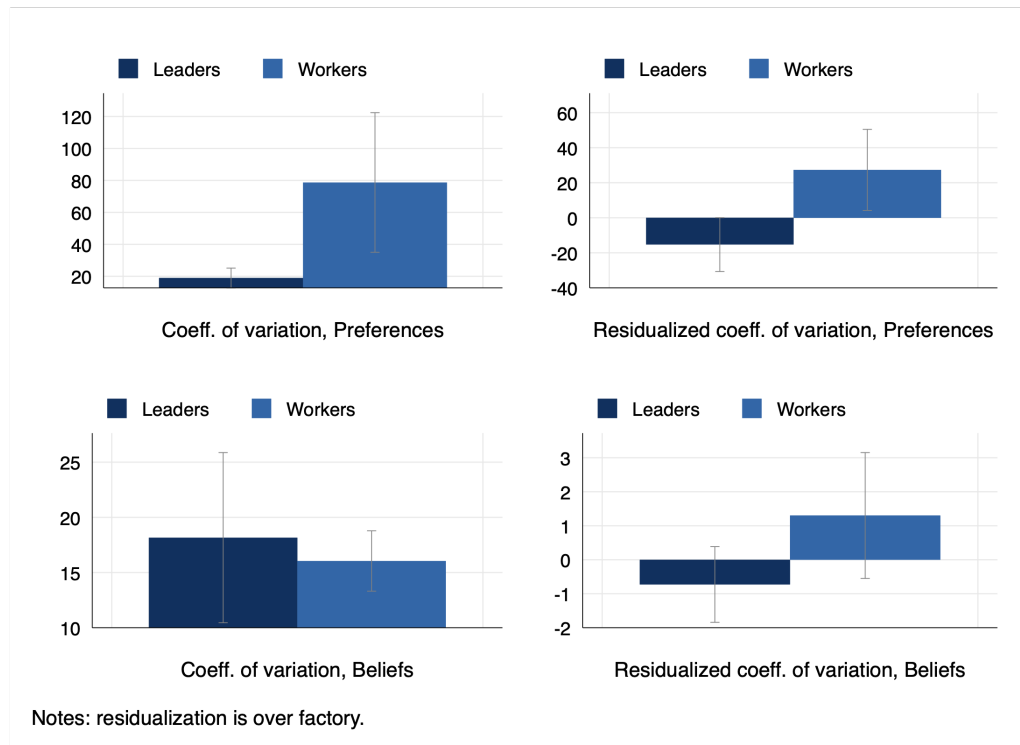 Leaders Workers
120
100
80
60
40
20
Coeff. of variation, Preferences
Leaders Workers
60
40
20
0
-20
-40
Residualized coeff. of variation, Preferences
Leaders Workers
25
20
15
10
Coeff. of variation, Beliefs
Leaders Workers
3
2
1
0
-1
-2
Residualized coeff. of variation, Beliefs
Notes: residualization is over factory.